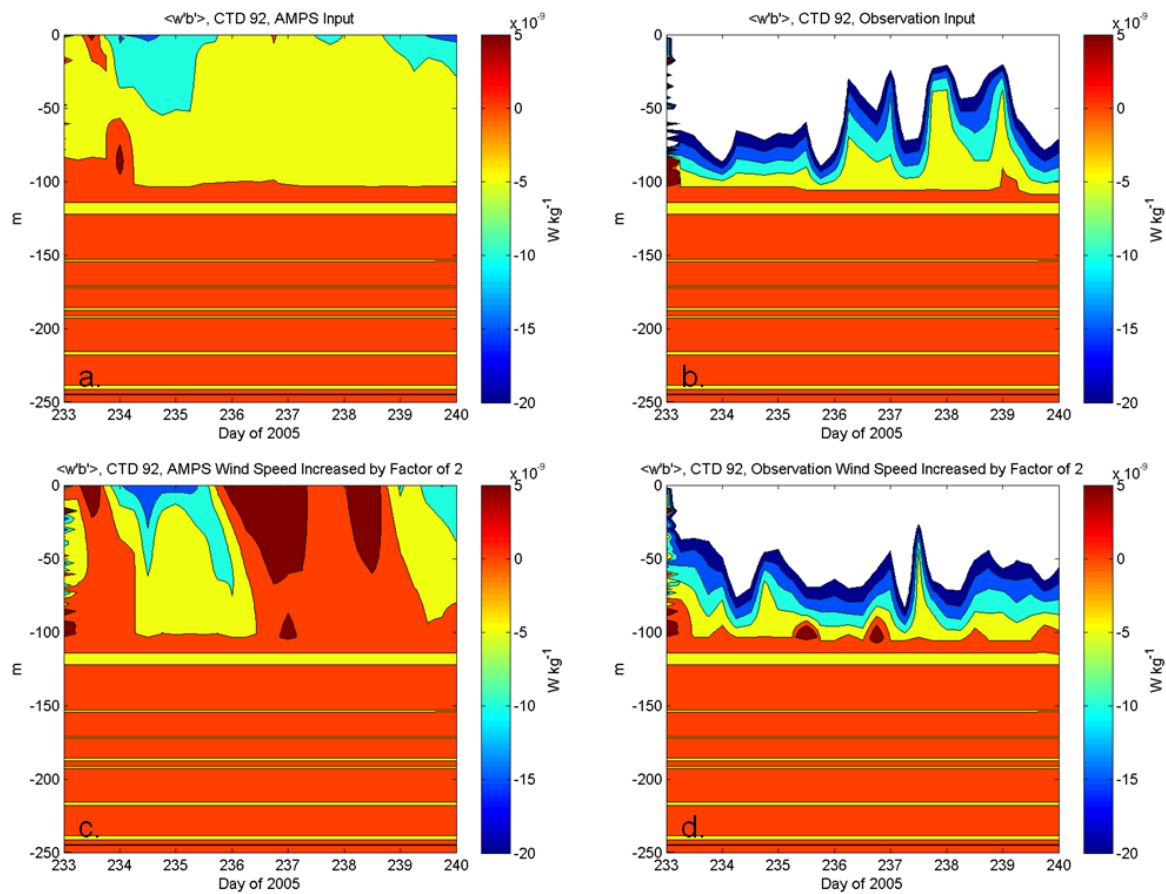 <w'b'>, CTD 92, AMPS Input
x 10⁻⁹
0
-50
-100
-150
-200
-250
m
a.
233 234 235 236 237 238 239 240
Day of 2005
5
0
-5
-10
-15
-20
W kg⁻¹
<w'b'>, CTD 92, Observation Input
x 10⁻⁹
0
-50
-100
-150
-200
-250
m
b.
233 234 235 236 237 238 239 240
Day of 2005
5
0
-5
-10
-15
-20
W kg⁻¹
<w'b'>, CTD 92, AMPS Wind Speed Increased by Factor of 2
x 10⁻⁹
0
-50
-100
-150
-200
-250
m
c.
233 234 235 236 237 238 239 240
Day of 2005
5
0
-5
-10
-15
-20
W kg⁻¹
<w'b'>, CTD 92, Observation Wind Speed Increased by Factor of 2
x 10⁻⁹
0
-50
-100
-150
-200
-250
m
d.
233 234 235 236 237 238 239 240
Day of 2005
5
0
-5
-10
-15
-20
W kg⁻¹